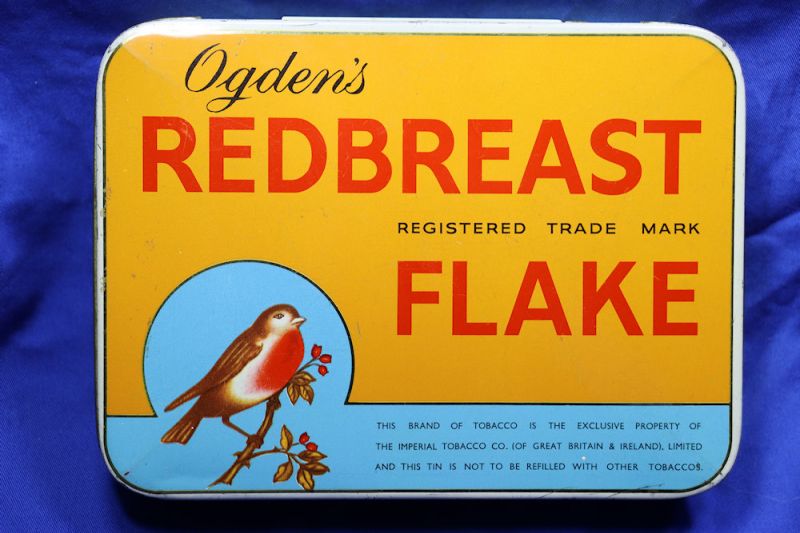 Ogden's
REDBREAST
REGISTERED TRADE MARK
FLAKE
THIS BRAND OF TOBACCO IS THE EXCLUSIVE PROPERTY OF
THE IMPERIAL TOBACCO CO. (OF GREAT BRITAIN & IRELAND), LIMITED
AND THIS TIN IS NOT TO BE REFILLED WITH OTHER TOBACCOS.